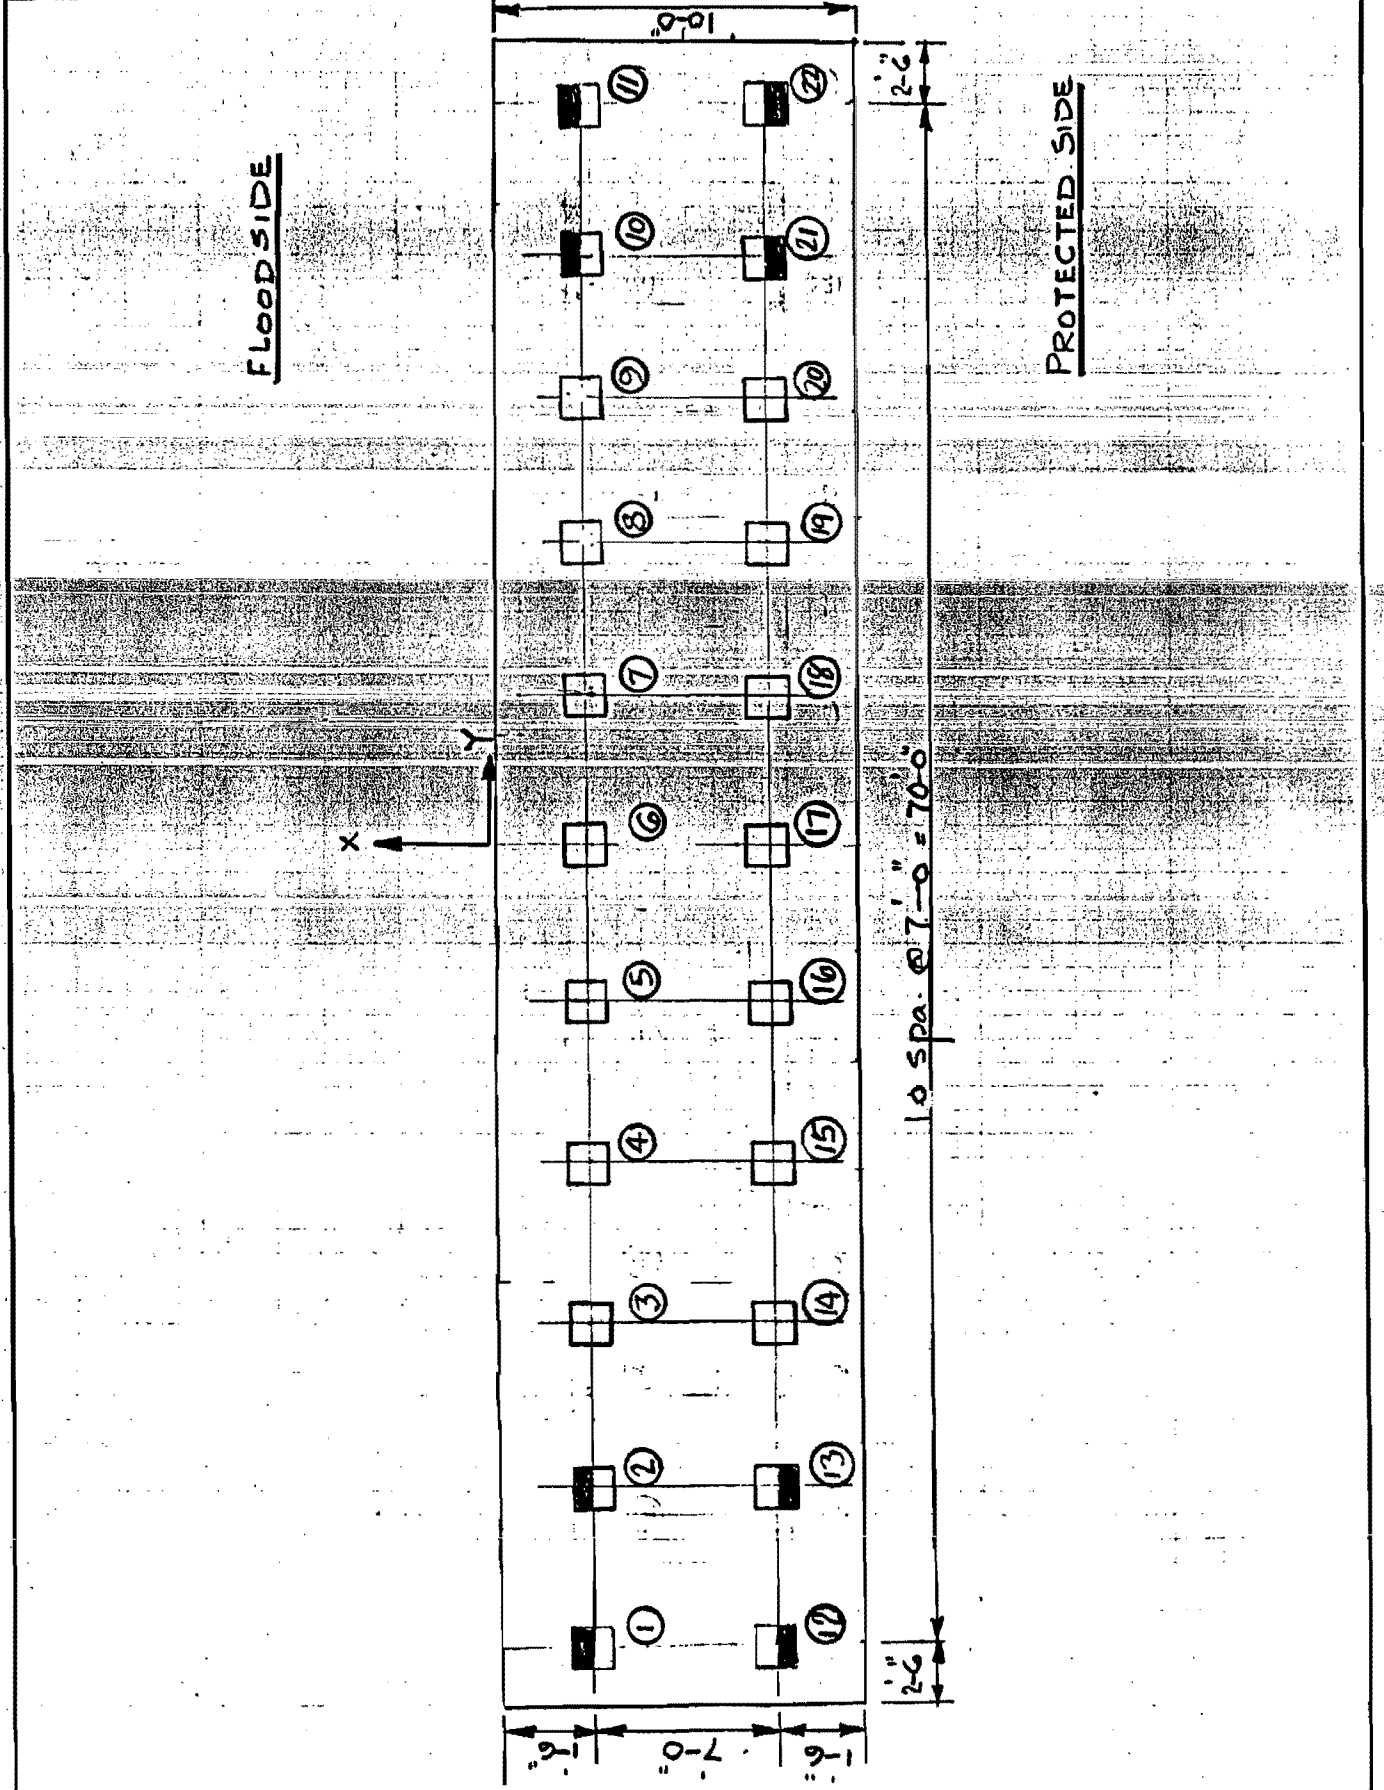 FLOOD SIDE
X
Y
10'-0"
① ② ③ ④ ⑤ ⑥ ⑦ ⑧ ⑨ ⑩ ⑪
⑫ ⑬ ⑭ ⑮ ⑯ ⑰ ⑱ ⑲ ⑳ ㉑ ㉒
1'-6"
7'-0"
1'-6"
2'-6"
10 spa. @ 7'-0" = 70'-0"
2'-6"
PROTECTED SIDE